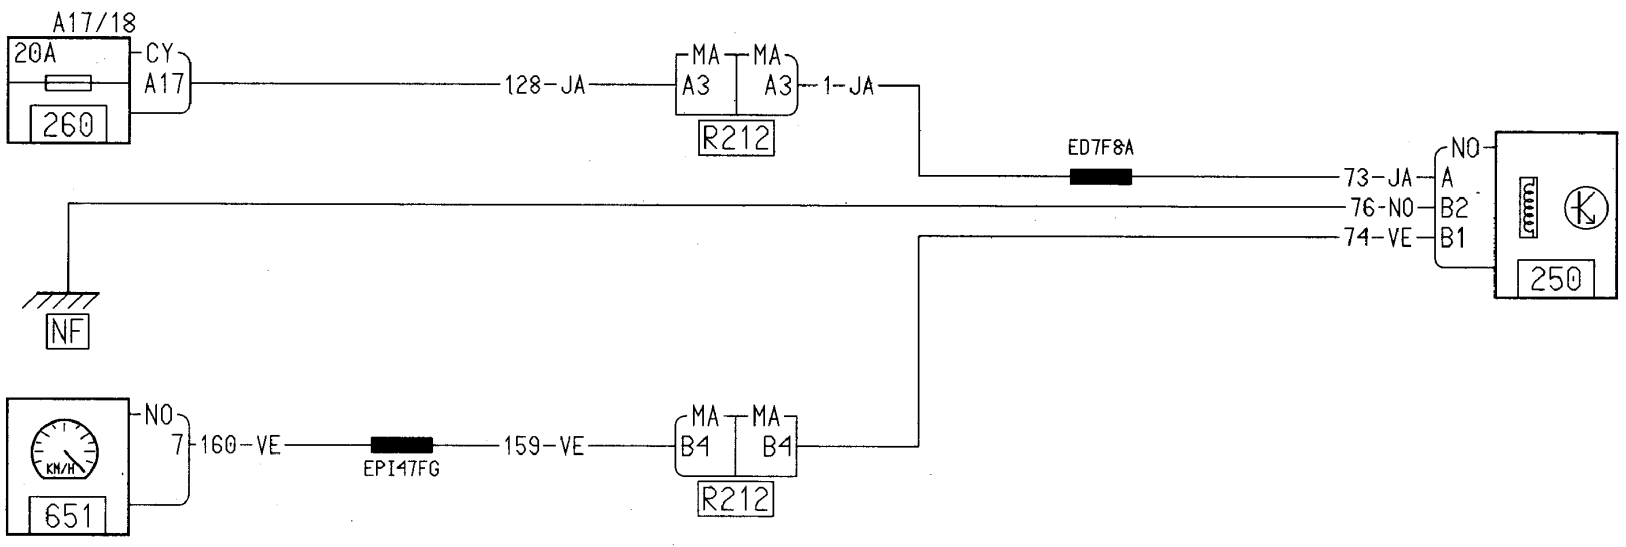 A17/18
20A
CY
A17
260
128-JA
MA MA
A3 A3
R212
1-JA
ED7F8A
NO
73-JA A
76-NO B2
74-VE B1
250
NF
NO
7 160-VE
KM/H
651
EPI47FG
159-VE
MA MA
B4 B4
R212